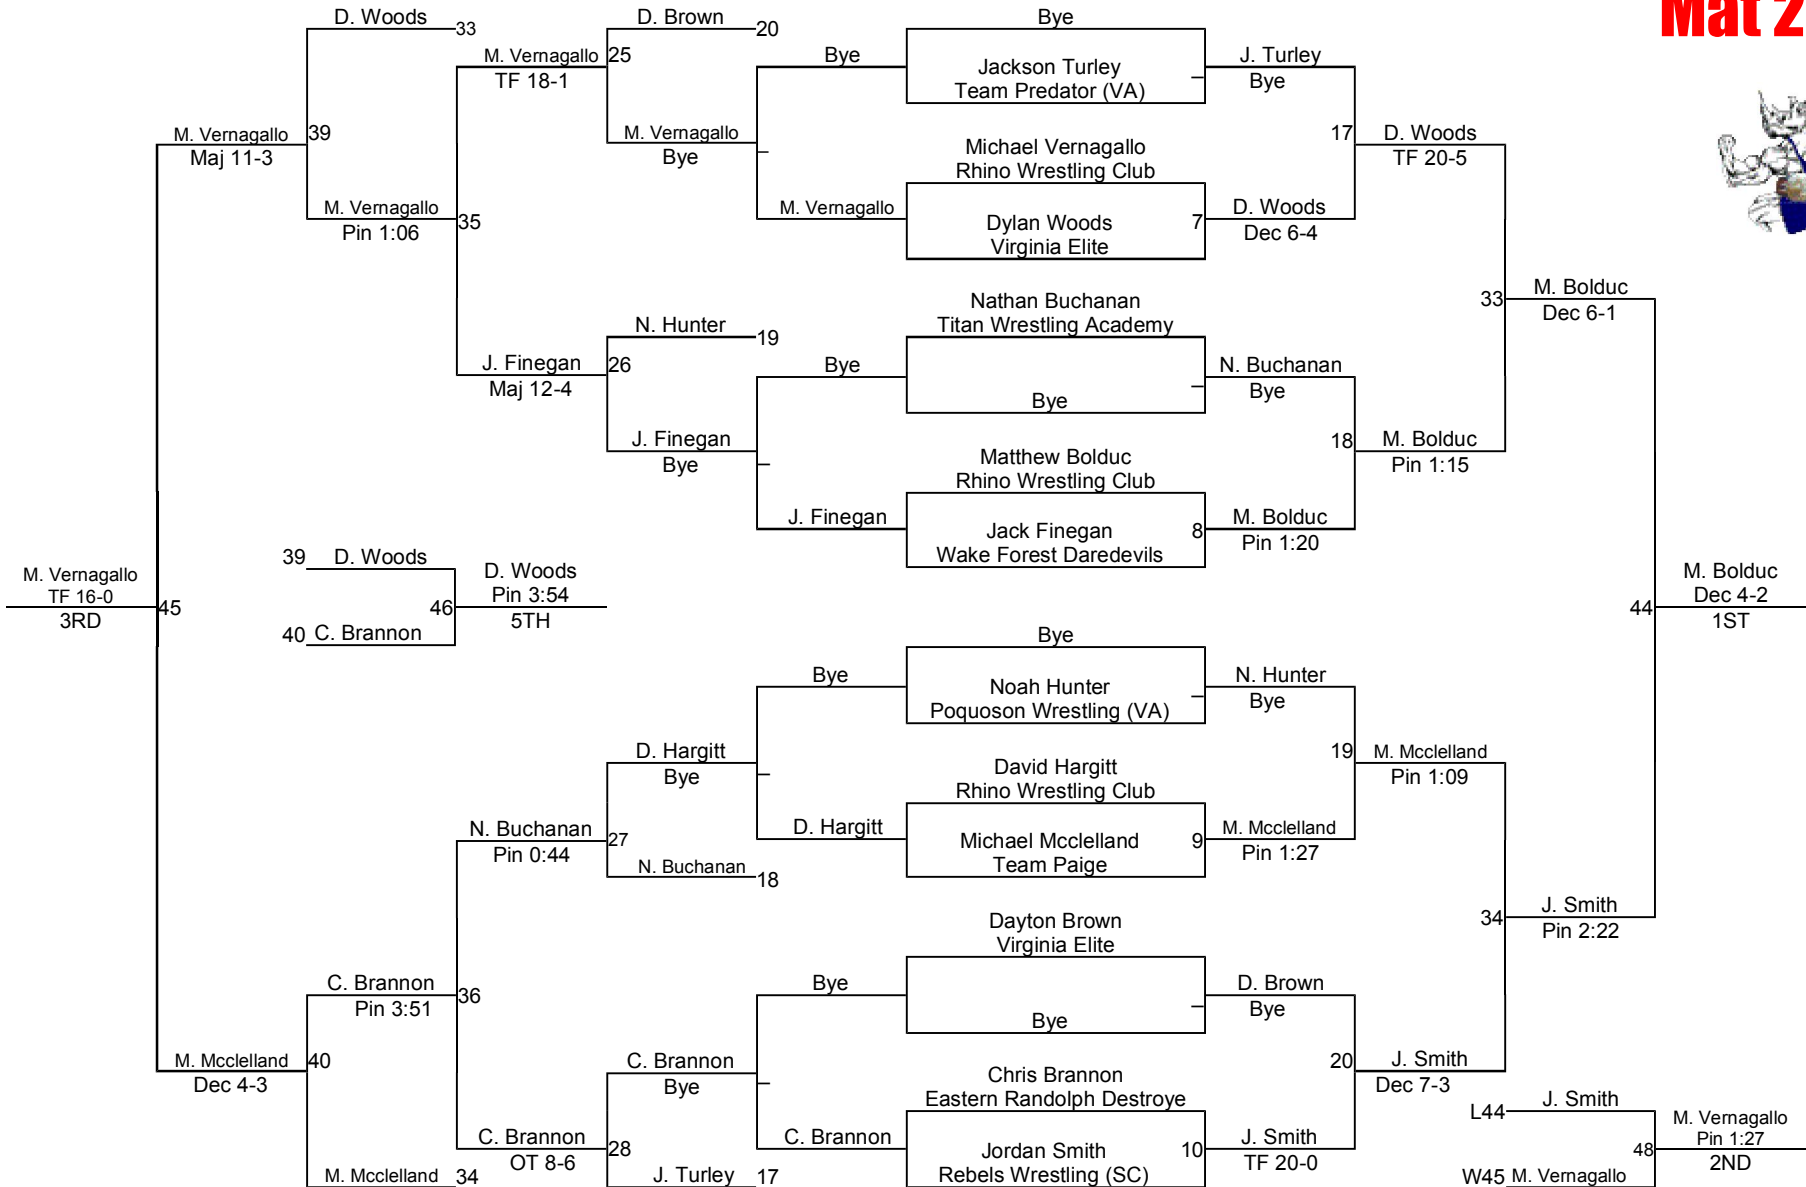 Mat 2
D. Woods
33
M. Vernagallo
TF 18-1
25
D. Brown
20
Bye
Bye
Jackson Turley
Team Predator (VA)
J. Turley
Bye
M. Vernagallo
Maj 11-3
39
M. Vernagallo
Bye
Michael Vernagallo
Rhino Wrestling Club
17
D. Woods
TF 20-5
M. Vernagallo
Pin 1:06
35
M. Vernagallo
Dylan Woods
Virginia Elite
7
D. Woods
Dec 6-4
Nathan Buchanan
Titan Wrestling Academy
33
M. Bolduc
Dec 6-1
N. Hunter
19
J. Finegan
Maj 12-4
26
Bye
Bye
N. Buchanan
Bye
J. Finegan
Bye
Matthew Bolduc
Rhino Wrestling Club
18
M. Bolduc
Pin 1:15
J. Finegan
Jack Finegan
Wake Forest Daredevils
8
M. Bolduc
Pin 1:20
39
D. Woods
M. Vernagallo
TF 16-0
3RD
45
46
D. Woods
Pin 3:54
5TH
40
C. Brannon
44
M. Bolduc
Dec 4-2
1ST
Bye
Bye
Noah Hunter
Poquoson Wrestling (VA)
N. Hunter
Bye
D. Hargitt
Bye
David Hargitt
Rhino Wrestling Club
19
M. Mcclelland
Pin 1:09
N. Buchanan
Pin 0:44
27
D. Hargitt
Michael Mcclelland
Team Paige
9
M. Mcclelland
Pin 1:27
N. Buchanan
18
Dayton Brown
Virginia Elite
34
J. Smith
Pin 2:22
C. Brannon
Pin 3:51
36
Bye
Bye
D. Brown
Bye
M. Mcclelland
Dec 4-3
40
C. Brannon
Bye
Chris Brannon
Eastern Randolph Destroye
20
J. Smith
Dec 7-3
L44
J. Smith
C. Brannon
OT 8-6
28
C. Brannon
Jordan Smith
Rebels Wrestling (SC)
10
J. Smith
TF 20-0
48
M. Vernagallo
Pin 1:27
2ND
M. Mcclelland
34
J. Turley
17
W45
M. Vernagallo